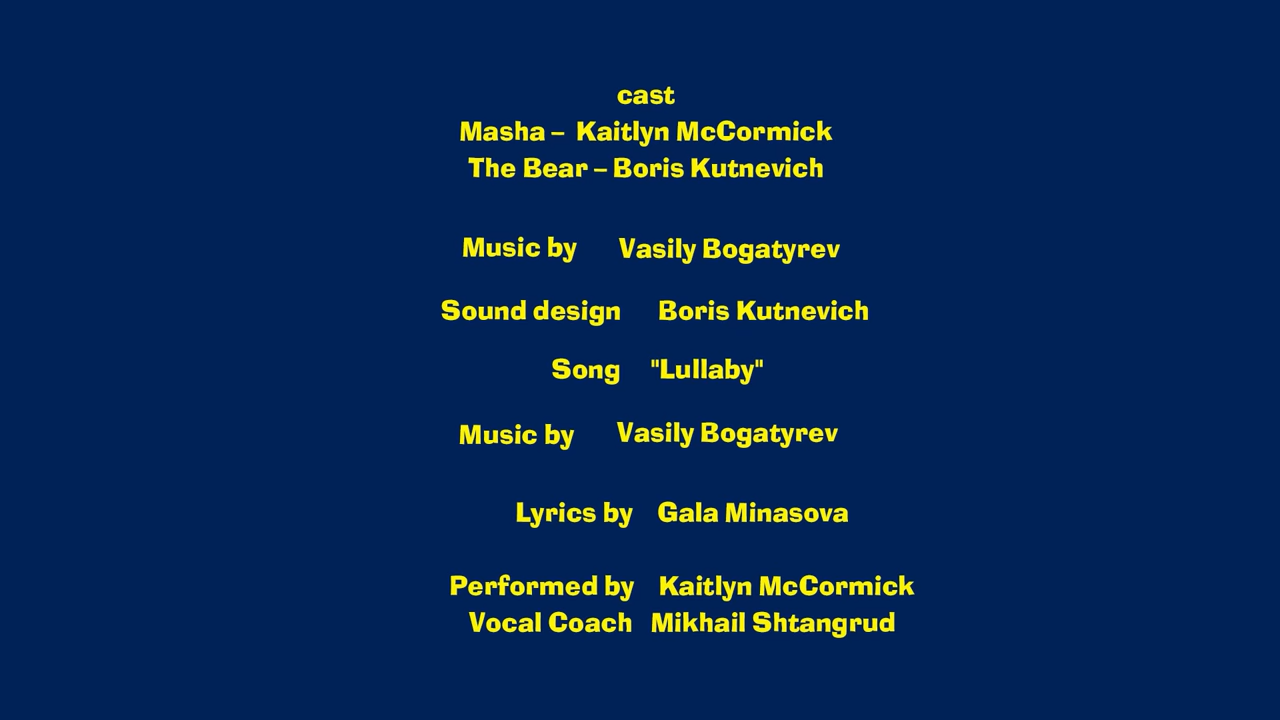 cast
Masha – Kaitlyn McCormick
The Bear – Boris Kutnevich
Music by Vasily Bogatyrev
Sound design Boris Kutnevich
Song "Lullaby"
Music by Vasily Bogatyrev
Lyrics by Gala Minasova
Performed by Kaitlyn McCormick
Vocal Coach Mikhail Shtangrud